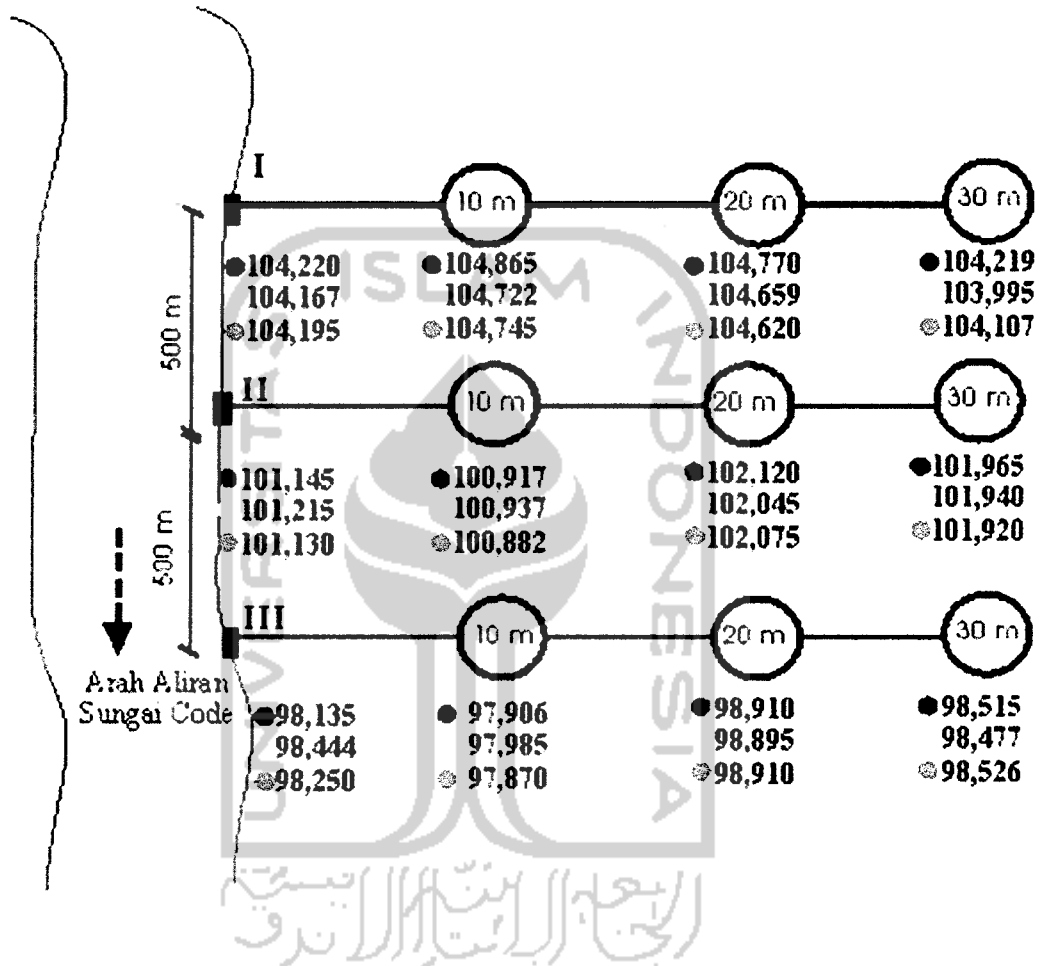 I
10 m 20 m 30 m
104,220 104,865 104,770 104,219
104,167 104,722 104,659 103,995
104,195 104,745 104,620 104,107
500 m
II
10 m 20 m 30 m
101,145 100,917 102,120 101,965
101,215 100,937 102,045 101,940
101,130 100,882 102,075 101,920
500 m
III
10 m 20 m 30 m
Arah Aliran
Sungai Code
98,135 97,906 98,910 98,515
98,444 97,985 98,895 98,477
98,250 97,870 98,910 98,526
UNIVERSITAS
ISLAM
INDONESIA